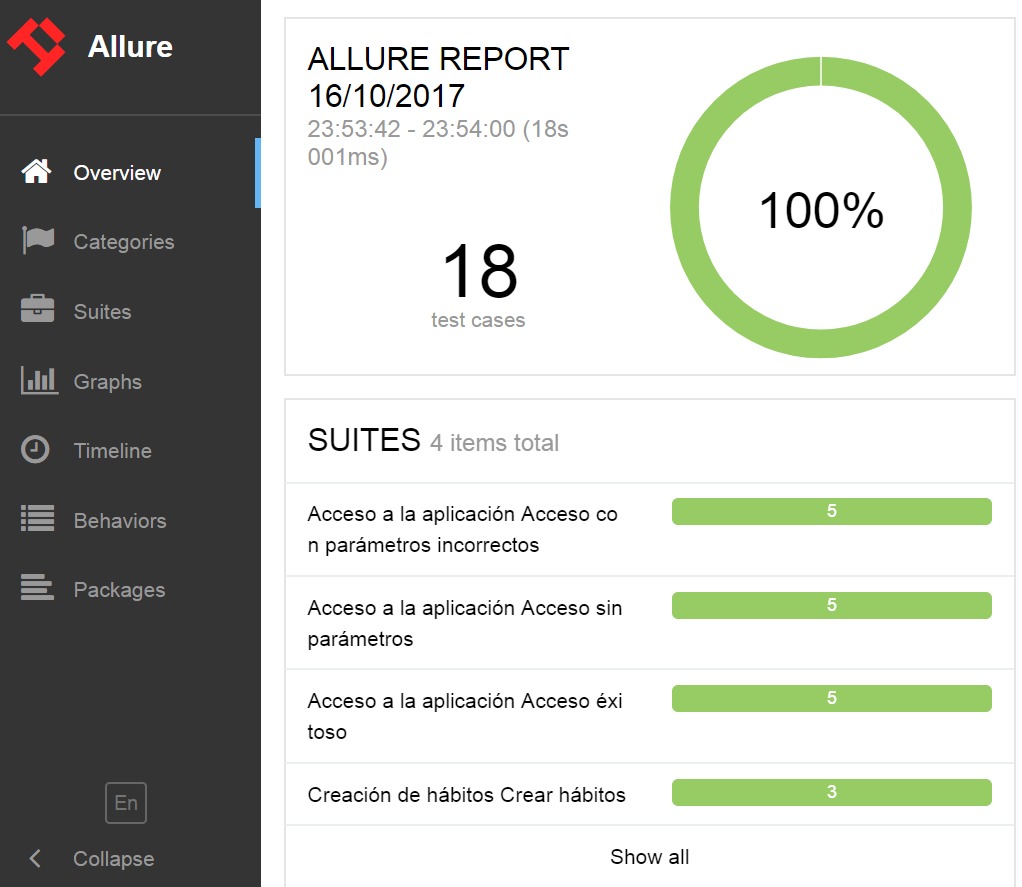 Allure
Overview
Categories
Suites
Graphs
Timeline
Behaviors
Packages
En
Collapse
ALLURE REPORT
16/10/2017
23:53:42 - 23:54:00 (18s
001ms)
18
test cases
100%
SUITES 4 items total
Acceso a la aplicación Acceso co
n parámetros incorrectos
5
Acceso a la aplicación Acceso sin
parámetros
5
Acceso a la aplicación Acceso éxi
toso
5
Creación de hábitos Crear hábitos
3
Show all